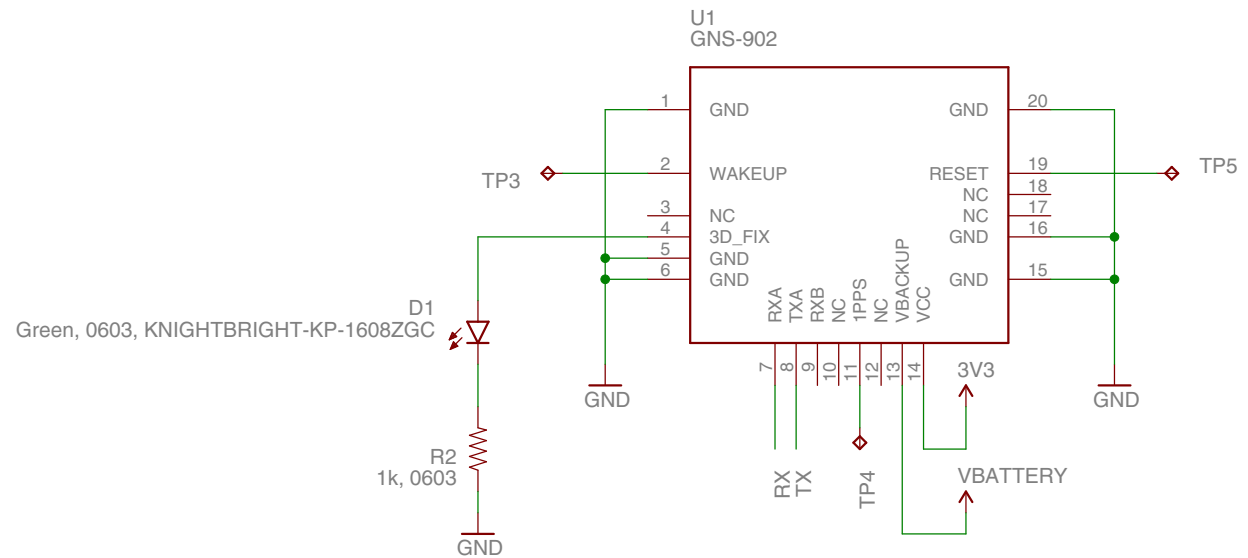 U1
GNS-902
1
GND
GND
20
TP3
2
WAKEUP
RESET
19
TP5
NC
18
3
NC
NC
17
4
3D_FIX
GND
16
5
GND
6
GND
GND
15
RXA
TXA
RXB
NC
1PPS
NC
VBACKUP
VCC
7
8
9
10
11
12
13
14
D1
Green, 0603, KNIGHTBRIGHT-KP-1608ZGC
3V3
GND
GND
R2
1k, 0603
RX
TX
TP4
VBATTERY
GND